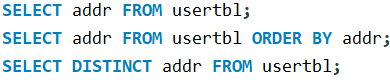 SELECT addr FROM usertbl;
SELECT addr FROM usertbl ORDER BY addr;
SELECT DISTINCT addr FROM usertbl;